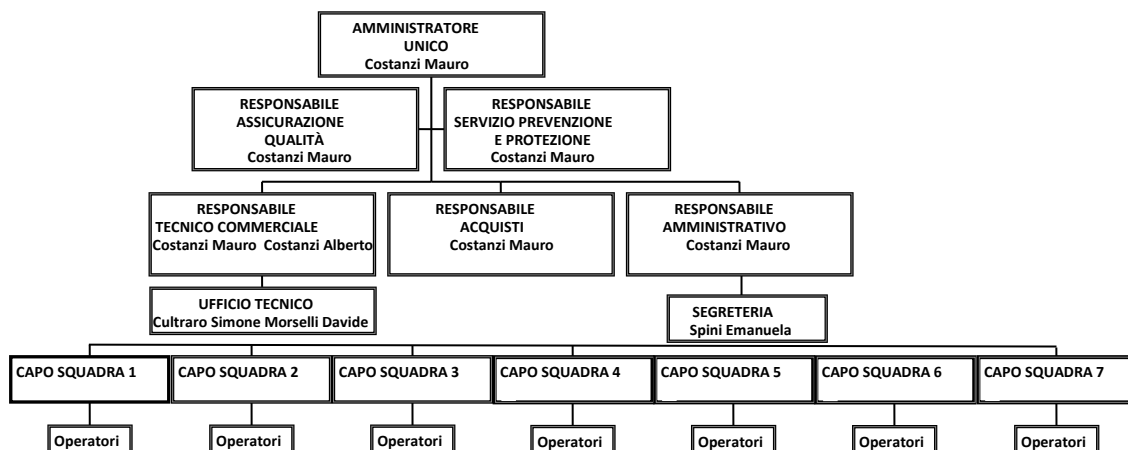 AMMINISTRATORE
UNICO
Costanzi Mauro
RESPONSABILE
ASSICURAZIONE
QUALITÀ
Costanzi Mauro
RESPONSABILE
SERVIZIO PREVENZIONE
E PROTEZIONE
Costanzi Mauro
RESPONSABILE
TECNICO COMMERCIALE
Costanzi Mauro Costanzi Alberto
RESPONSABILE
ACQUISTI
Costanzi Mauro
RESPONSABILE
AMMINISTRATIVO
Costanzi Mauro
UFFICIO TECNICO
Cultraro Simone Morselli Davide
SEGRETERIA
Spini Emanuela
CAPO SQUADRA 1
CAPO SQUADRA 2
CAPO SQUADRA 3
CAPO SQUADRA 4
CAPO SQUADRA 5
CAPO SQUADRA 6
CAPO SQUADRA 7
Operatori
Operatori
Operatori
Operatori
Operatori
Operatori
Operatori